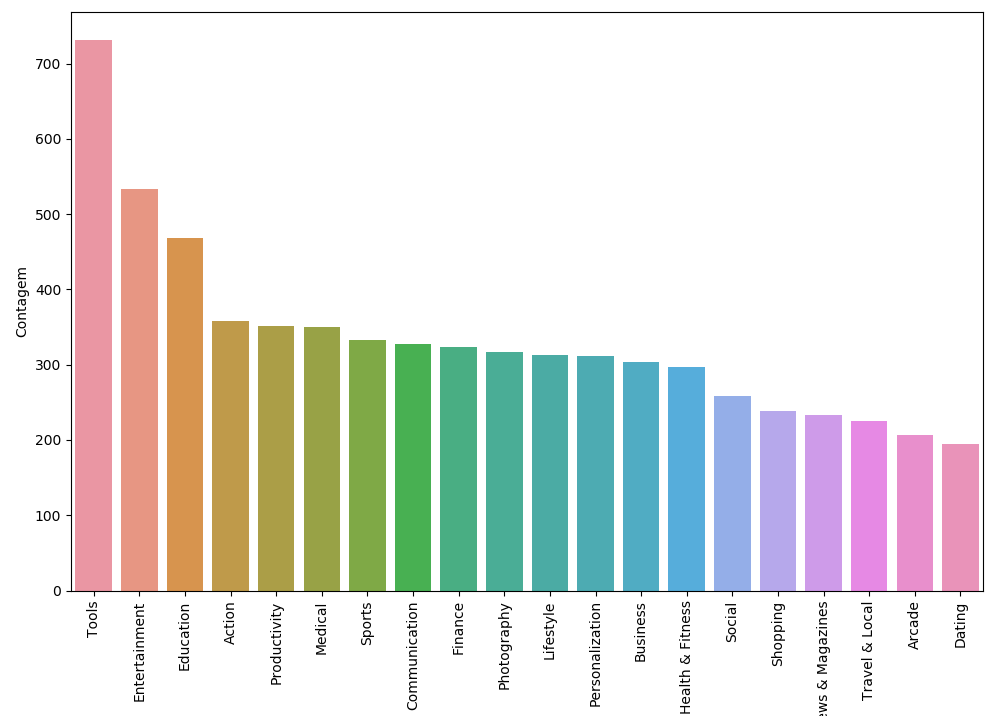 Contagem
700
600
500
400
300
200
100
0
Tools
Entertainment
Education
Action
Productivity
Medical
Sports
Communication
Finance
Photography
Lifestyle
Personalization
Business
Health & Fitness
Social
Shopping
ews & Magazines
Travel & Local
Arcade
Dating